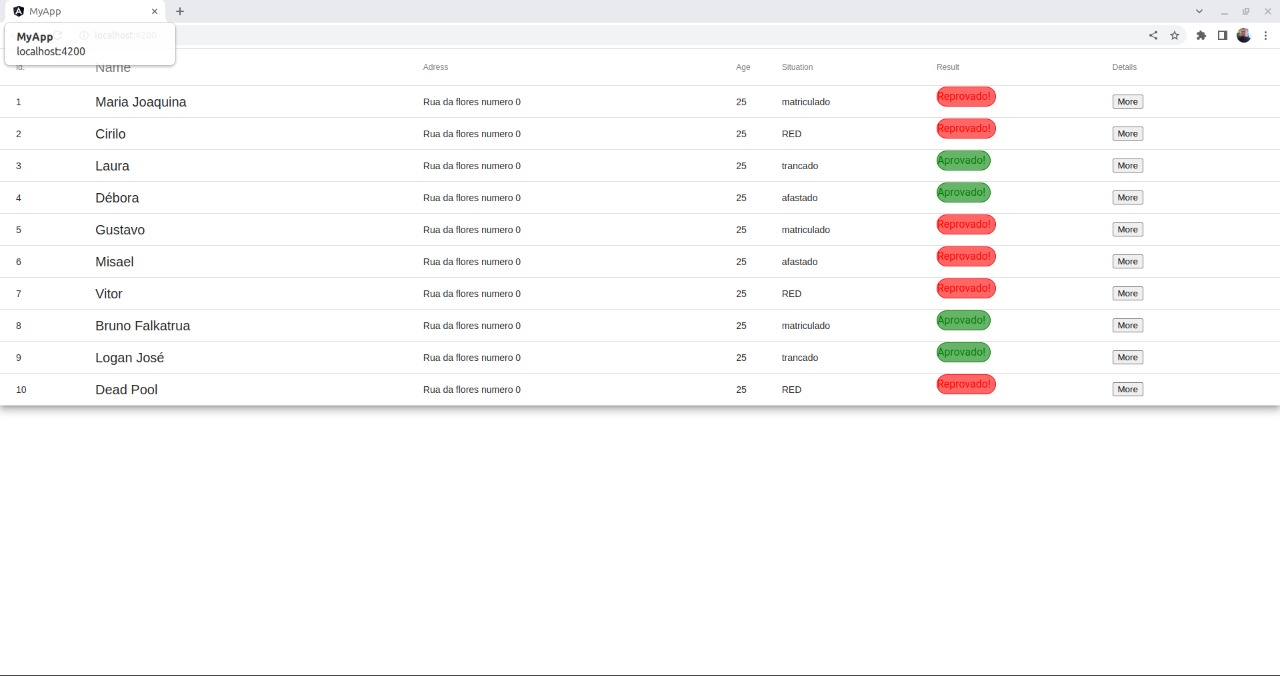 MyApp
MyApp
localhost:4200
localhost:4200
Id. Name Adress Age Situation Result Details
1 Maria Joaquina Rua da flores numero 0 25 matriculado Reprovado! More
2 Cirilo Rua da flores numero 0 25 RED Reprovado! More
3 Laura Rua da flores numero 0 25 trancado Aprovado! More
4 Débora Rua da flores numero 0 25 afastado Aprovado! More
5 Gustavo Rua da flores numero 0 25 matriculado Reprovado! More
6 Misael Rua da flores numero 0 25 afastado Reprovado! More
7 Vitor Rua da flores numero 0 25 RED Reprovado! More
8 Bruno Falkatrua Rua da flores numero 0 25 matriculado Aprovado! More
9 Logan José Rua da flores numero 0 25 trancado Aprovado! More
10 Dead Pool Rua da flores numero 0 25 RED Reprovado! More